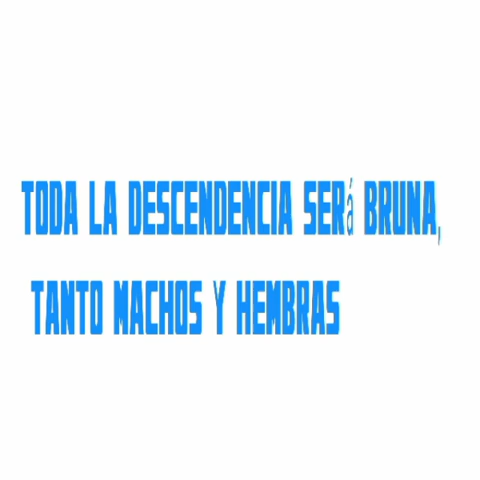 TODA LA DESCENDENCIA SERá BRUNA,
TANTO MACHOS Y HEMBRAS